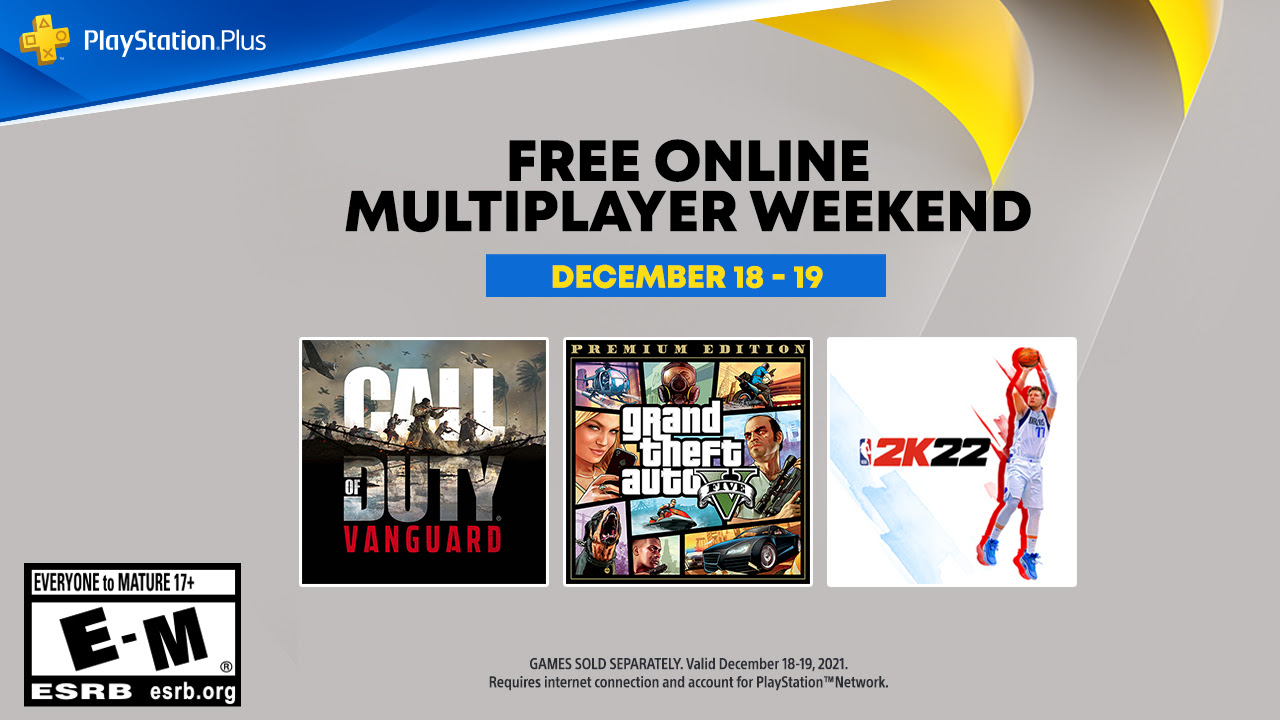 PlayStation.Plus
FREE ONLINE
MULTIPLAYER WEEKEND
DECEMBER 18 - 19
CALL
OF DUTY
VANGUARD
PREMIUM EDITION
grand
theft
auto
V
FIVE
2K22
77
EVERYONE to MATURE 17+
E-M
®
ESRB esrb.org
GAMES SOLD SEPARATELY. Valid December 18-19, 2021.
Requires internet connection and account for PlayStation™Network.